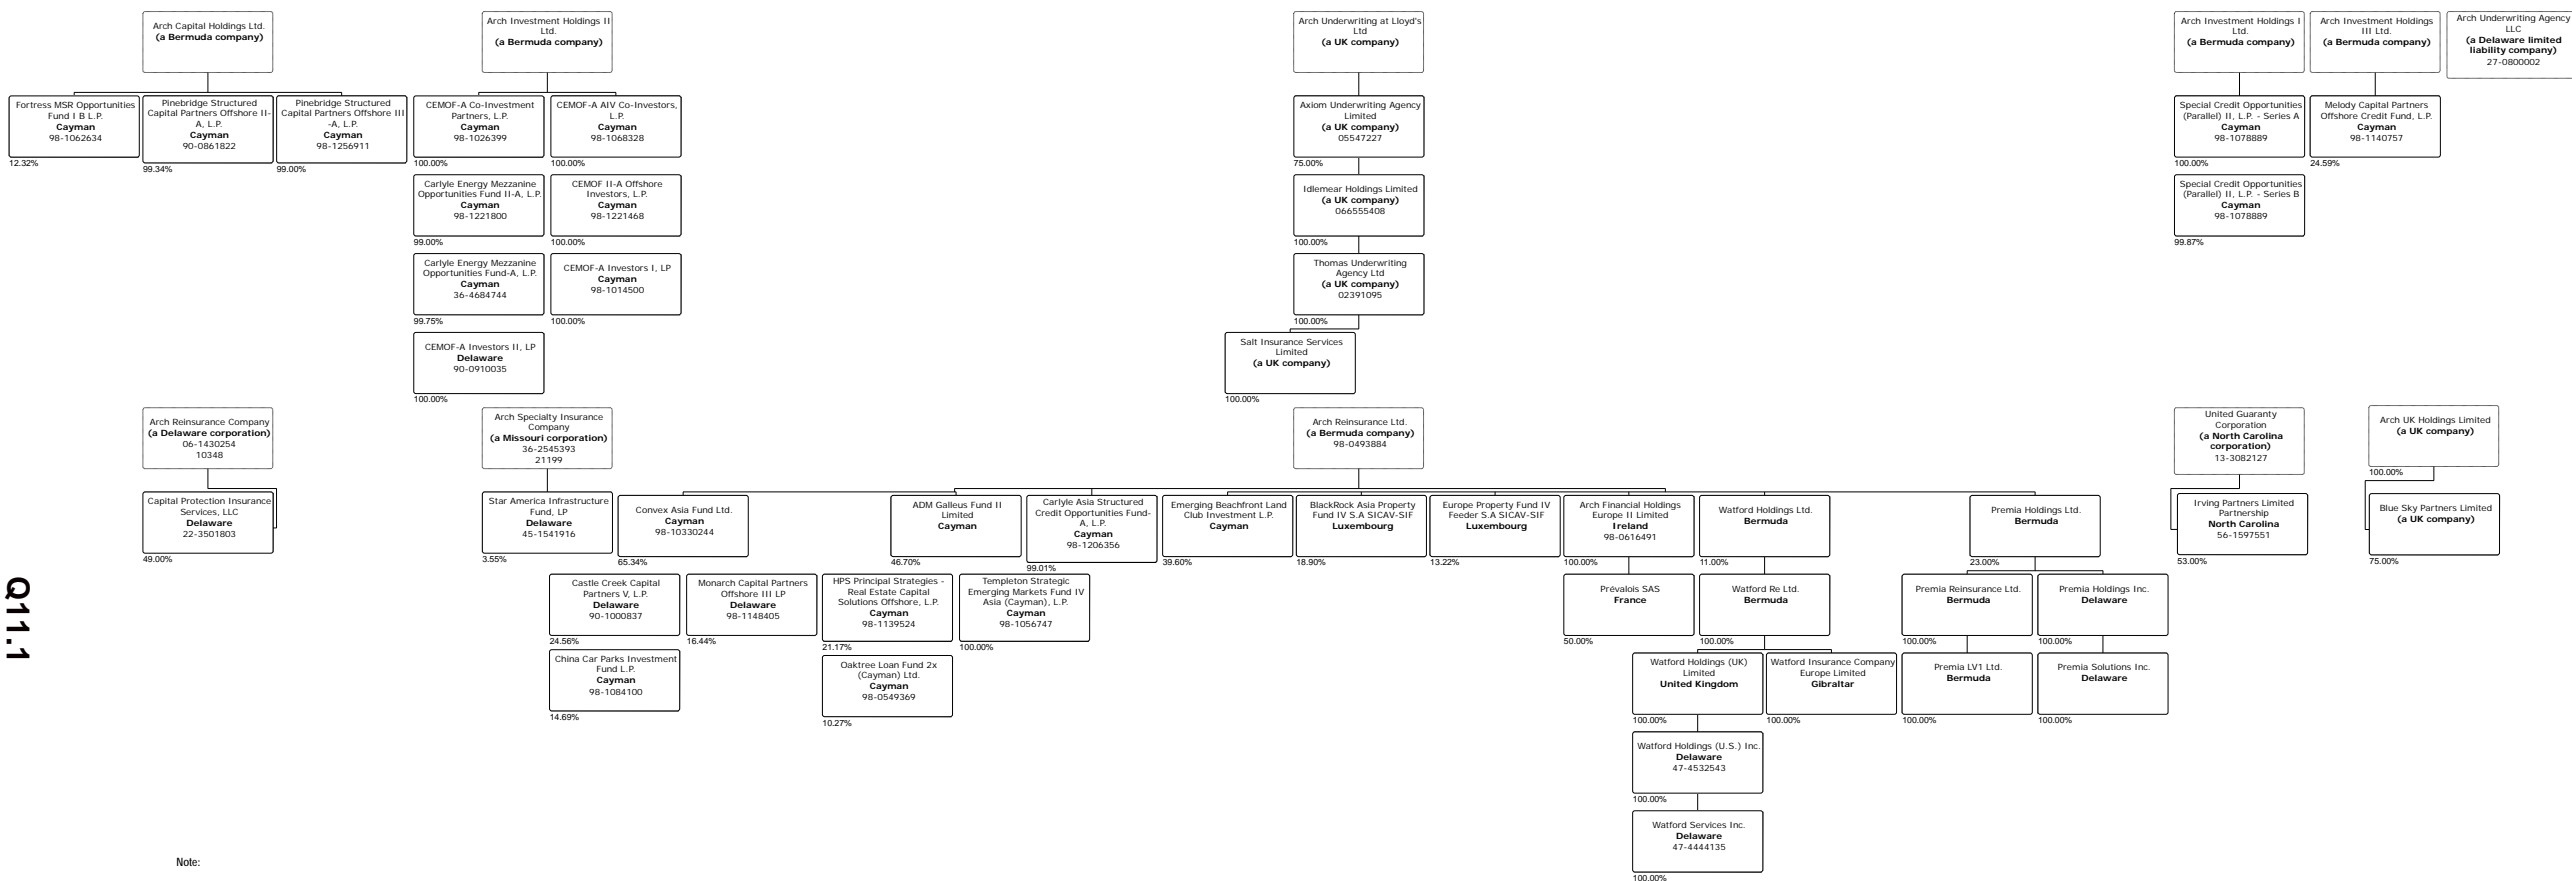 Arch Capital Holdings Ltd.
(a Bermuda company)
Arch Investment Holdings II
Ltd.
(a Bermuda company)
Arch Underwriting at Lloyd's
Ltd
(a UK company)
Arch Investment Holdings I
Ltd.
(a Bermuda company)
Arch Investment Holdings
III Ltd.
(a Bermuda company)
Arch Underwriting Agency
LLC
(a Delaware limited
liability company)
27-0800002
Fortress MSR Opportunities
Fund I B L.P.
Cayman
98-1062634
12.32%
Pinebridge Structured
Capital Partners Offshore II-
A, L.P.
Cayman
90-0861822
99.34%
Pinebridge Structured
Capital Partners Offshore III
-A, L.P.
Cayman
98-1256911
99.00%
CEMOF-A Co-Investment
Partners, L.P.
Cayman
98-1026399
100.00%
CEMOF-A AIV Co-Investors,
L.P.
Cayman
98-1068328
100.00%
Axiom Underwriting Agency
Limited
(a UK company)
05547227
75.00%
Special Credit Opportunities
(Parallel) II, L.P. - Series A
Cayman
98-1078889
100.00%
Melody Capital Partners
Offshore Credit Fund, L.P.
Cayman
98-1140757
24.59%
Carlyle Energy Mezzanine
Opportunities Fund II-A, L.P.
Cayman
98-1221800
99.00%
CEMOF II-A Offshore
Investors, L.P.
Cayman
98-1221468
100.00%
Idlemear Holdings Limited
(a UK company)
066555408
100.00%
Special Credit Opportunities
(Parallel) II, L.P. - Series B
Cayman
98-1078889
99.87%
Carlyle Energy Mezzanine
Opportunities Fund-A, L.P.
Cayman
36-4684744
99.75%
CEMOF-A Investors I, LP
Cayman
98-1014500
100.00%
Thomas Underwriting
Agency Ltd
(a UK company)
02391095
100.00%
CEMOF-A Investors II, LP
Delaware
90-0910035
100.00%
Salt Insurance Services
Limited
(a UK company)
100.00%
Arch Reinsurance Company
(a Delaware corporation)
06-1430254
10348
Arch Specialty Insurance
Company
(a Missouri corporation)
36-2545393
21199
Arch Reinsurance Ltd.
(a Bermuda company)
98-0493884
United Guaranty
Corporation
(a North Carolina
corporation)
13-3082127
Arch UK Holdings Limited
(a UK company)
100.00%
Capital Protection Insurance
Services, LLC
Delaware
22-3501803
49.00%
Star America Infrastructure
Fund, LP
Delaware
45-1541916
3.55%
Convex Asia Fund Ltd.
Cayman
98-10330244
65.34%
ADM Galleus Fund II
Limited
Cayman
46.70%
Carlyle Asia Structured
Credit Opportunities Fund-
A, L.P.
Cayman
98-1206356
99.01%
Emerging Beachfront Land
Club Investment L.P.
Cayman
39.60%
BlackRock Asia Property
Fund IV S.A SICAV-SIF
Luxembourg
18.90%
Europe Property Fund IV
Feeder S.A SICAV-SIF
Luxembourg
13.22%
Arch Financial Holdings
Europe II Limited
Ireland
98-0616491
100.00%
Watford Holdings Ltd.
Bermuda
11.00%
Premia Holdings Ltd.
Bermuda
23.00%
Irving Partners Limited
Partnership
North Carolina
56-1597551
53.00%
Blue Sky Partners Limited
(a UK company)
75.00%
Castle Creek Capital
Partners V, L.P.
Delaware
90-1000837
24.56%
Monarch Capital Partners
Offshore III LP
Delaware
98-1148405
16.44%
HPS Principal Strategies -
Real Estate Capital
Solutions Offshore, L.P.
Cayman
98-1139524
21.17%
Templeton Strategic
Emerging Markets Fund IV
Asia (Cayman), L.P.
Cayman
98-1056747
100.00%
Prévalois SAS
France
50.00%
Watford Re Ltd.
Bermuda
100.00%
Premia Reinsurance Ltd.
Bermuda
100.00%
Premia Holdings Inc.
Delaware
100.00%
China Car Parks Investment
Fund L.P.
Cayman
98-1084100
14.69%
Oaktree Loan Fund 2x
(Cayman) Ltd.
Cayman
98-0549369
10.27%
Watford Holdings (UK)
Limited
United Kingdom
100.00%
Watford Insurance Company
Europe Limited
Gibraltar
100.00%
Premia LV1 Ltd.
Bermuda
100.00%
Premia Solutions Inc.
Delaware
100.00%
Watford Holdings (U.S.) Inc.
Delaware
47-4532543
100.00%
Watford Services Inc.
Delaware
47-4444135
100.00%
Note:
Q11.1